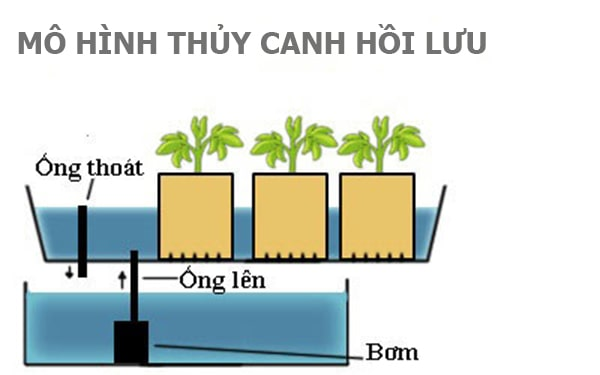 MÔ HÌNH THỦY CANH HỒI LƯU
Ống thoát
Ống lên
Bơm